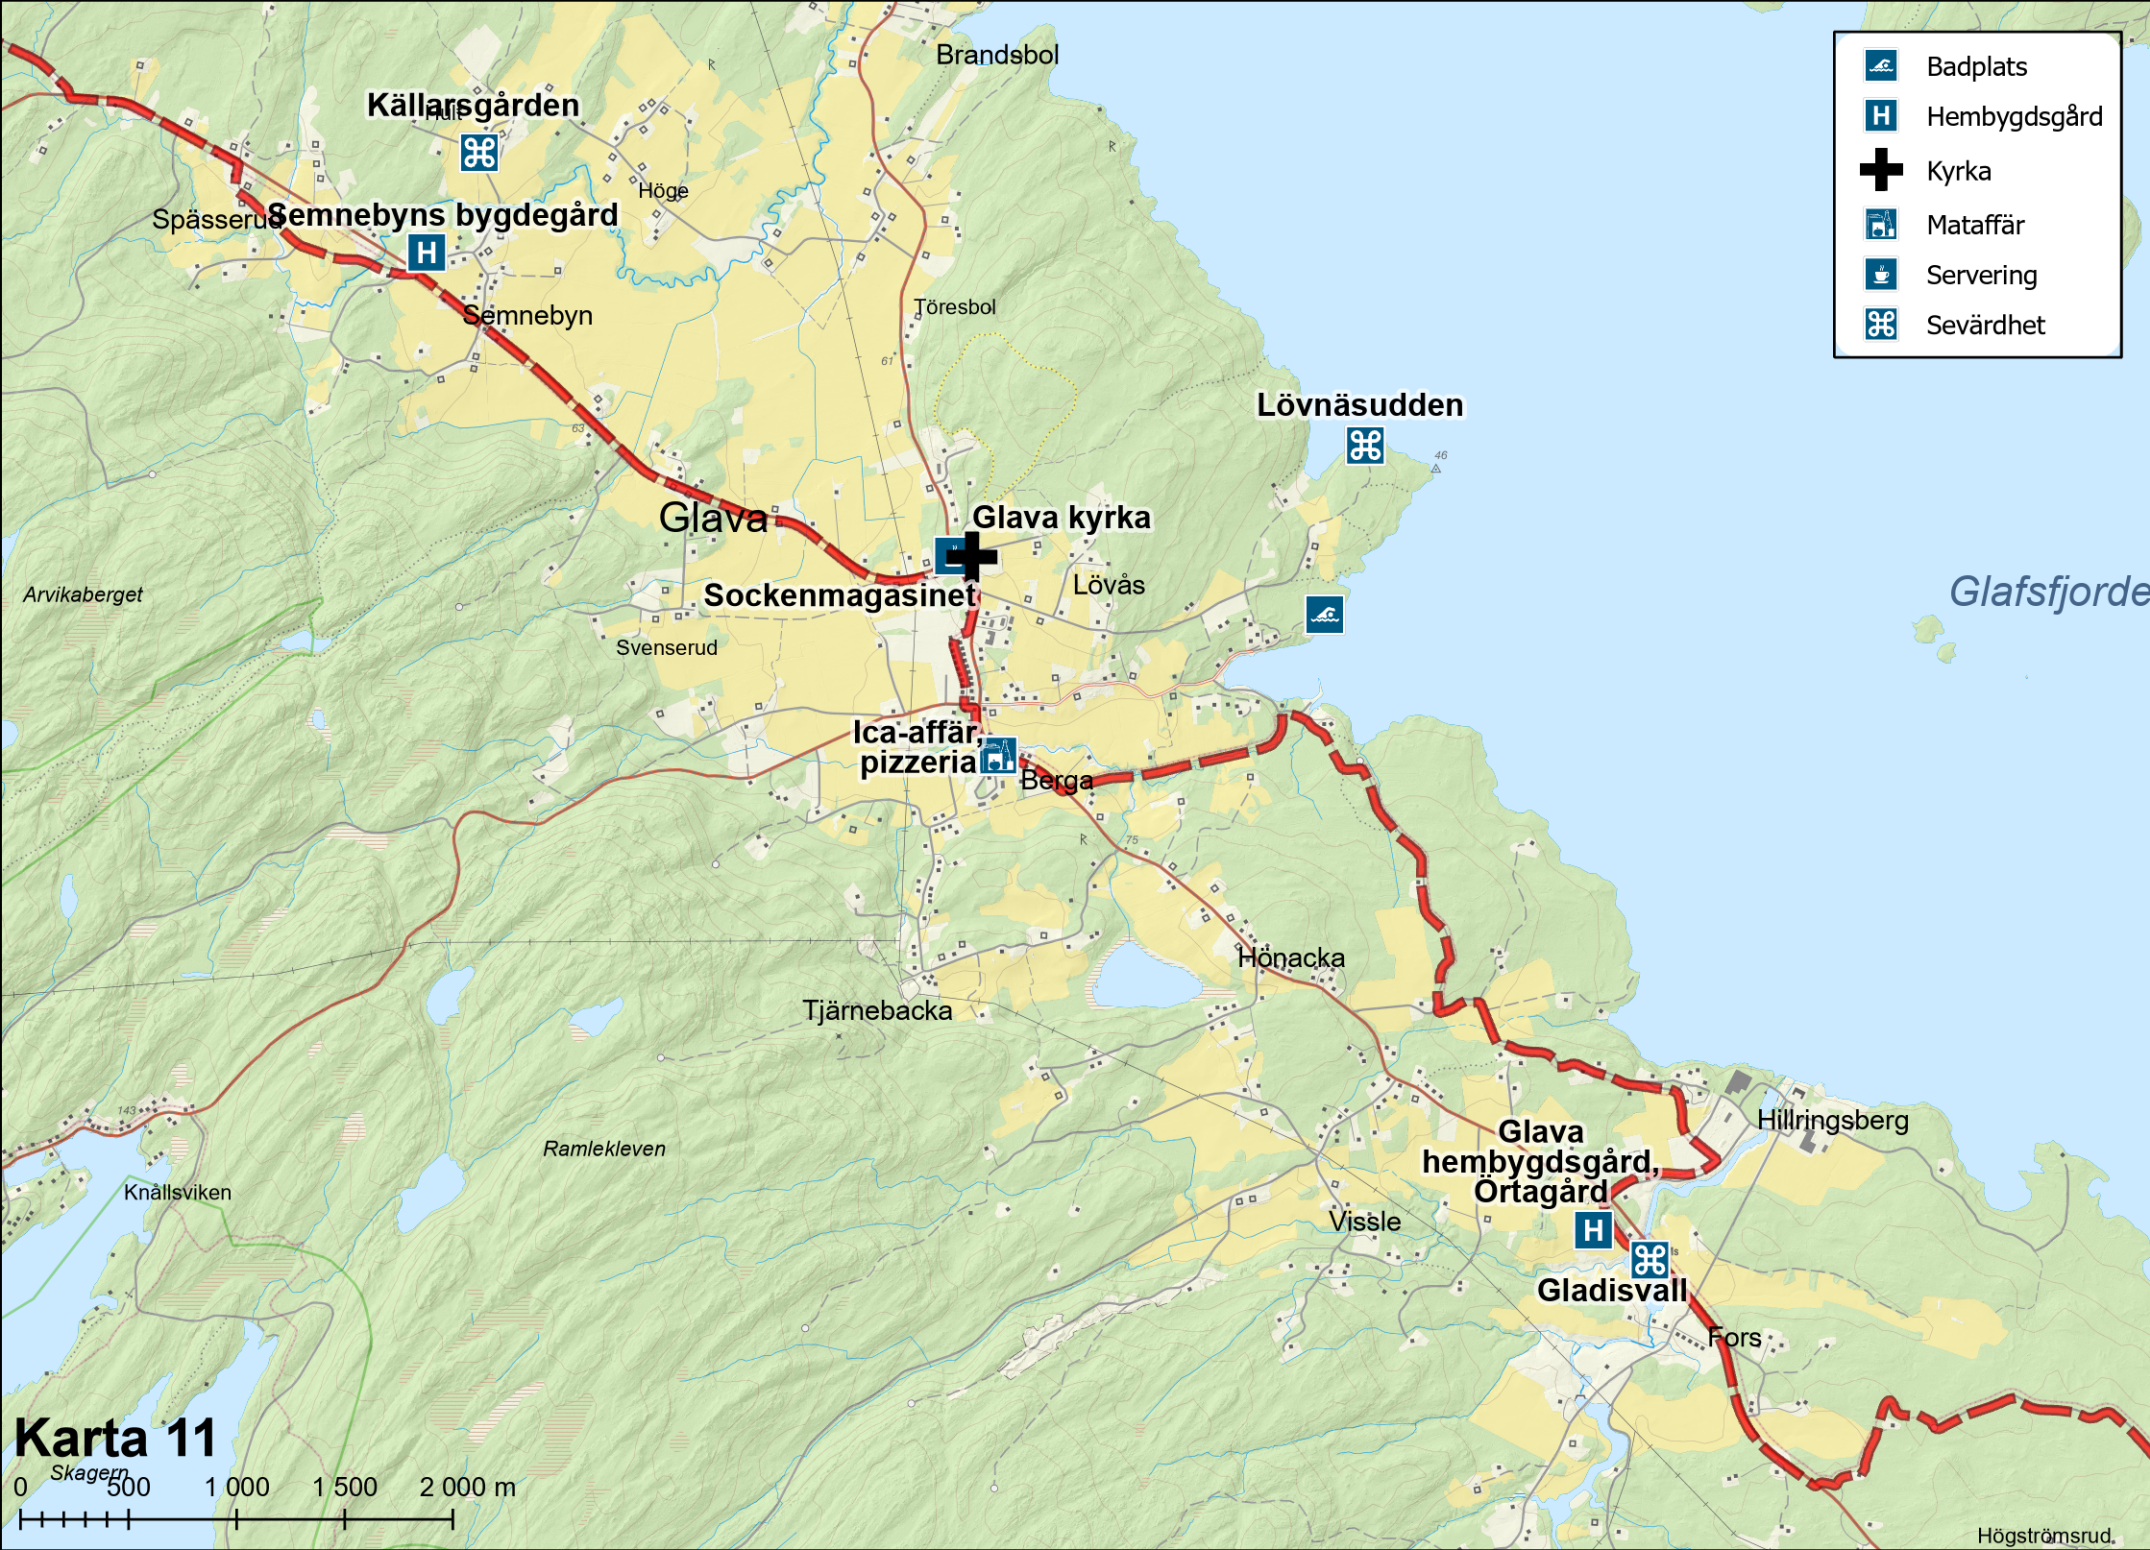 Brandsbol
Badplats
Hembygdsgård
Kyrka
Mataffär
Servering
Sevärdhet
Källarsgården
Hult
Höge
Semnebyns bygdegård
Spässerud
H
Semnebyn
Töresbol
61
63
Lövnäsudden
46
Glava
Glava kyrka
Lövås
Sockenmagasinet
Arvikaberget
Glafsfjorde
Svenserud
Ica-affär,
pizzeria
Berga
75
Hönacka
Tjärnebacka
143
Ramlekleven
Knållsviken
Hillringsberg
Glava
hembygdsgård,
Örtagård
Vissle
H
Gladisvall
Fors
Karta 11
Skagern
0 500 1 000 1 500 2 000 m
Högströmsrud
R
R
R
H